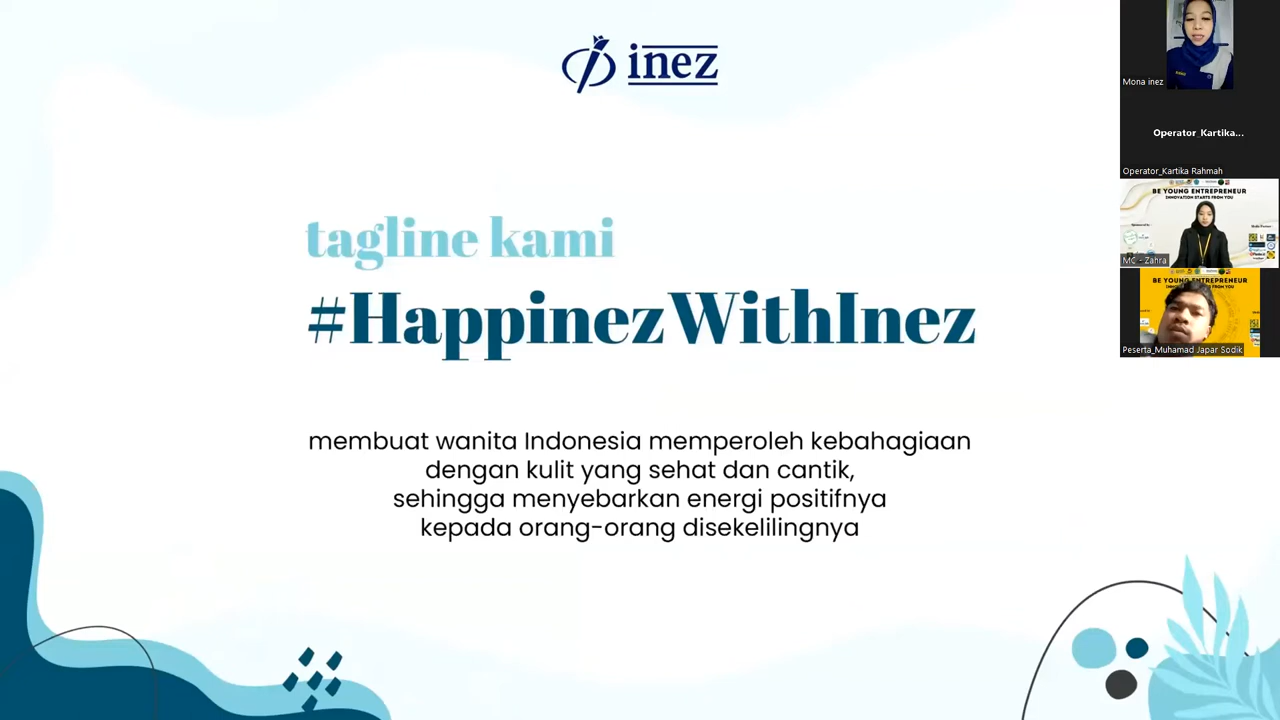 inez
tagline kami
#HappinezWithInez
membuat wanita Indonesia memperoleh kebahagiaan
dengan kulit yang sehat dan cantik,
sehingga menyebarkan energi positifnya
kepada orang-orang disekelilingnya
Mona inez
Operator_Kartika...
Operator_Kartika Rahmah
BE YOUNG ENTREPRENEUR
INNOVATION STARTS FROM YOU
MC - Zahra
BE YOUNG ENTREPRENEUR
Peserta_Muhamad Japar Sodik